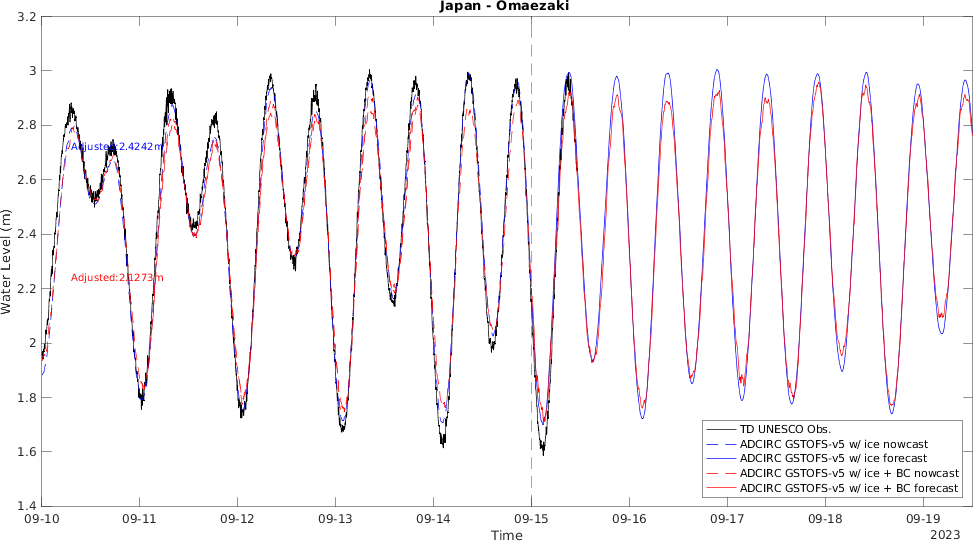 Japan - Omaezaki
3.2
3
2.8
2.6
2.4
2.2
2
1.8
1.6
1.4
Water Level (m)
Adjusted:2.4242m
Adjusted:2.1273m
TD UNESCO Obs.
ADCIRC GSTOFS-v5 w/ ice nowcast
ADCIRC GSTOFS-v5 w/ ice forecast
ADCIRC GSTOFS-v5 w/ ice + BC nowcast
ADCIRC GSTOFS-v5 w/ ice + BC forecast
09-10 09-11 09-12 09-13 09-14 09-15 09-16 09-17 09-18 09-19
Time
2023